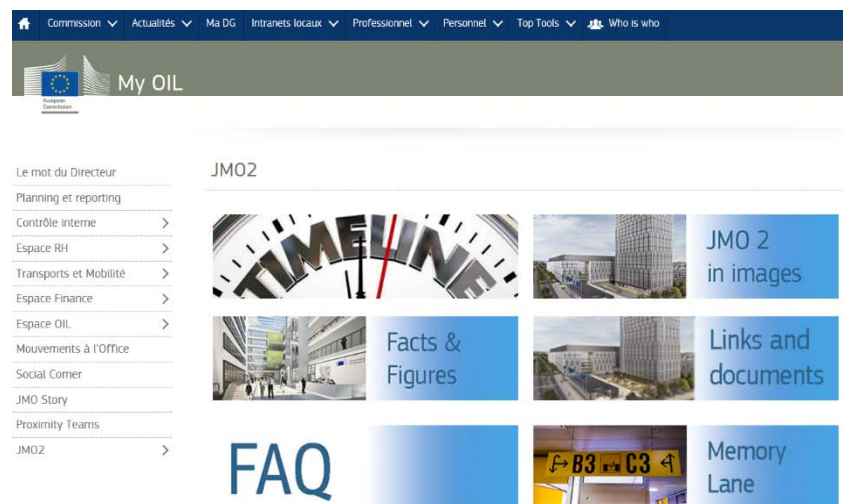 Commission Actualités Ma DG Intranets locaux Professionnel Personnel Top Tools Who is who
My OIL
European
Commission
Le mot du Directeur
Planning et reporting
Contrôle interne
Espace RH
Transports et Mobilité
Espace Finance
Espace OIL
Mouvements à l'Office
Social Corner
JMO Story
Proximity Teams
JMO2
JMO2
TIMELINE
JMO 2
in images
Facts &
Figures
Links and
documents
FAQ
B3 C3
Memory
Lane